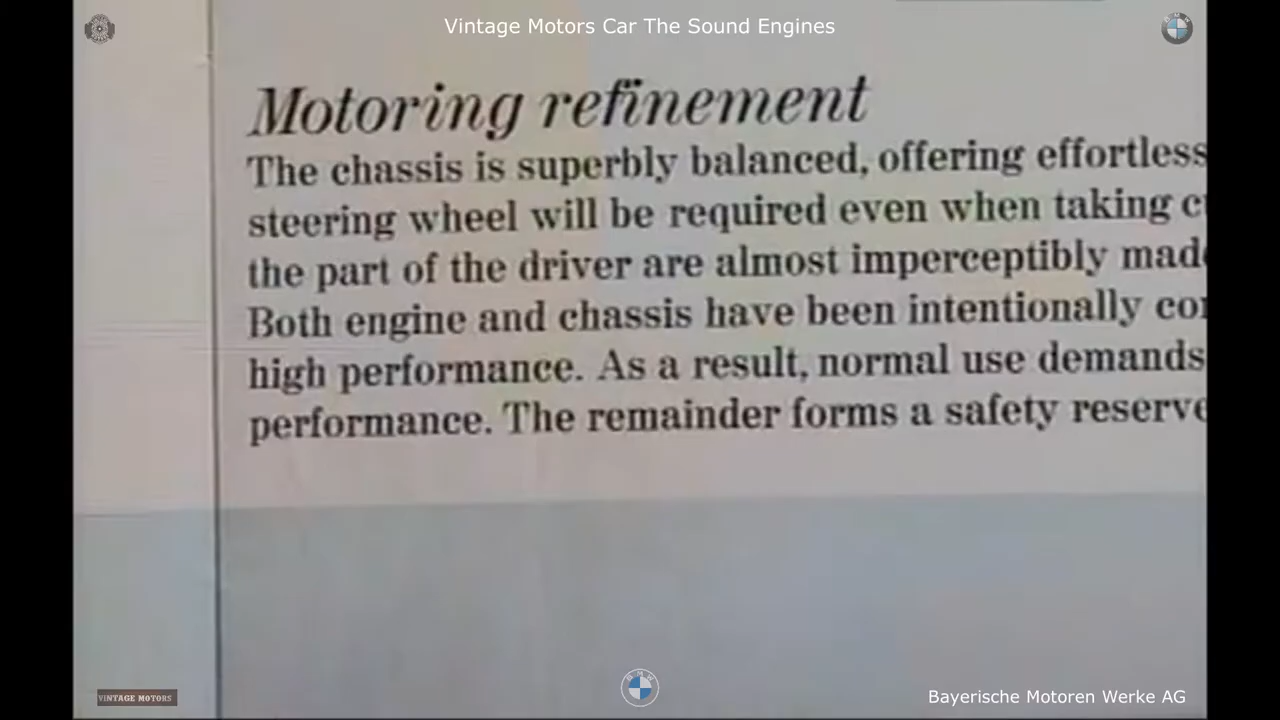 Vintage Motors Car The Sound Engines
Motoring refinement
The chassis is superbly balanced, offering effortless
steering wheel will be required even when taking
the part of the driver are almost imperceptibly
Both engine and chassis have been intentionally
high performance. As a result, normal use demands
performance. The remainder forms a safety reserve
VINTAGE MOTORS
BMW
Bayerische Motoren Werke AG